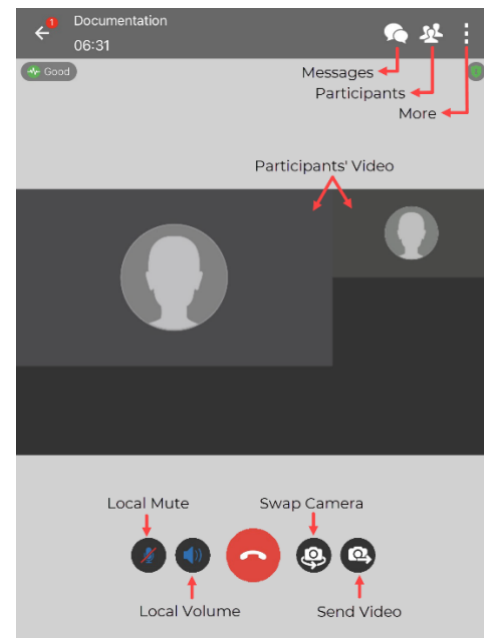 1
Documentation
06:31
Good
Messages
Participants
More
Participants' Video
Local Mute
Swap Camera
Local Volume
Send Video